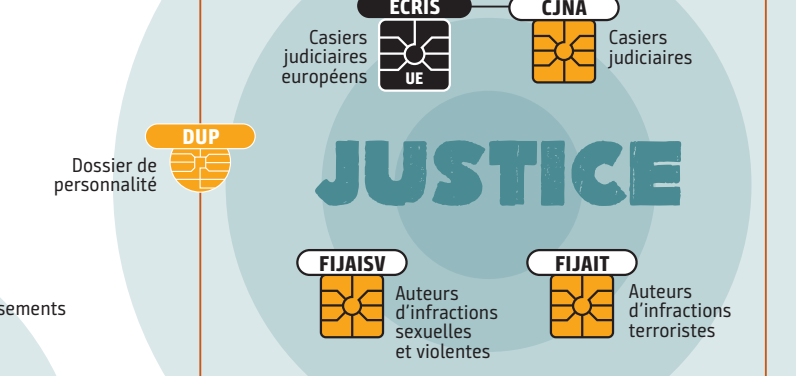 ECRIS
CJNA
Casiers
judiciaires
européens
UE
Casiers
judiciaires
DUP
Dossier de
personnalité
JUSTICE
FIJAISV
Auteurs
d'infractions
sexuelles
et violentes
FIJAIT
Auteurs
d'infractions
terroristes
sements